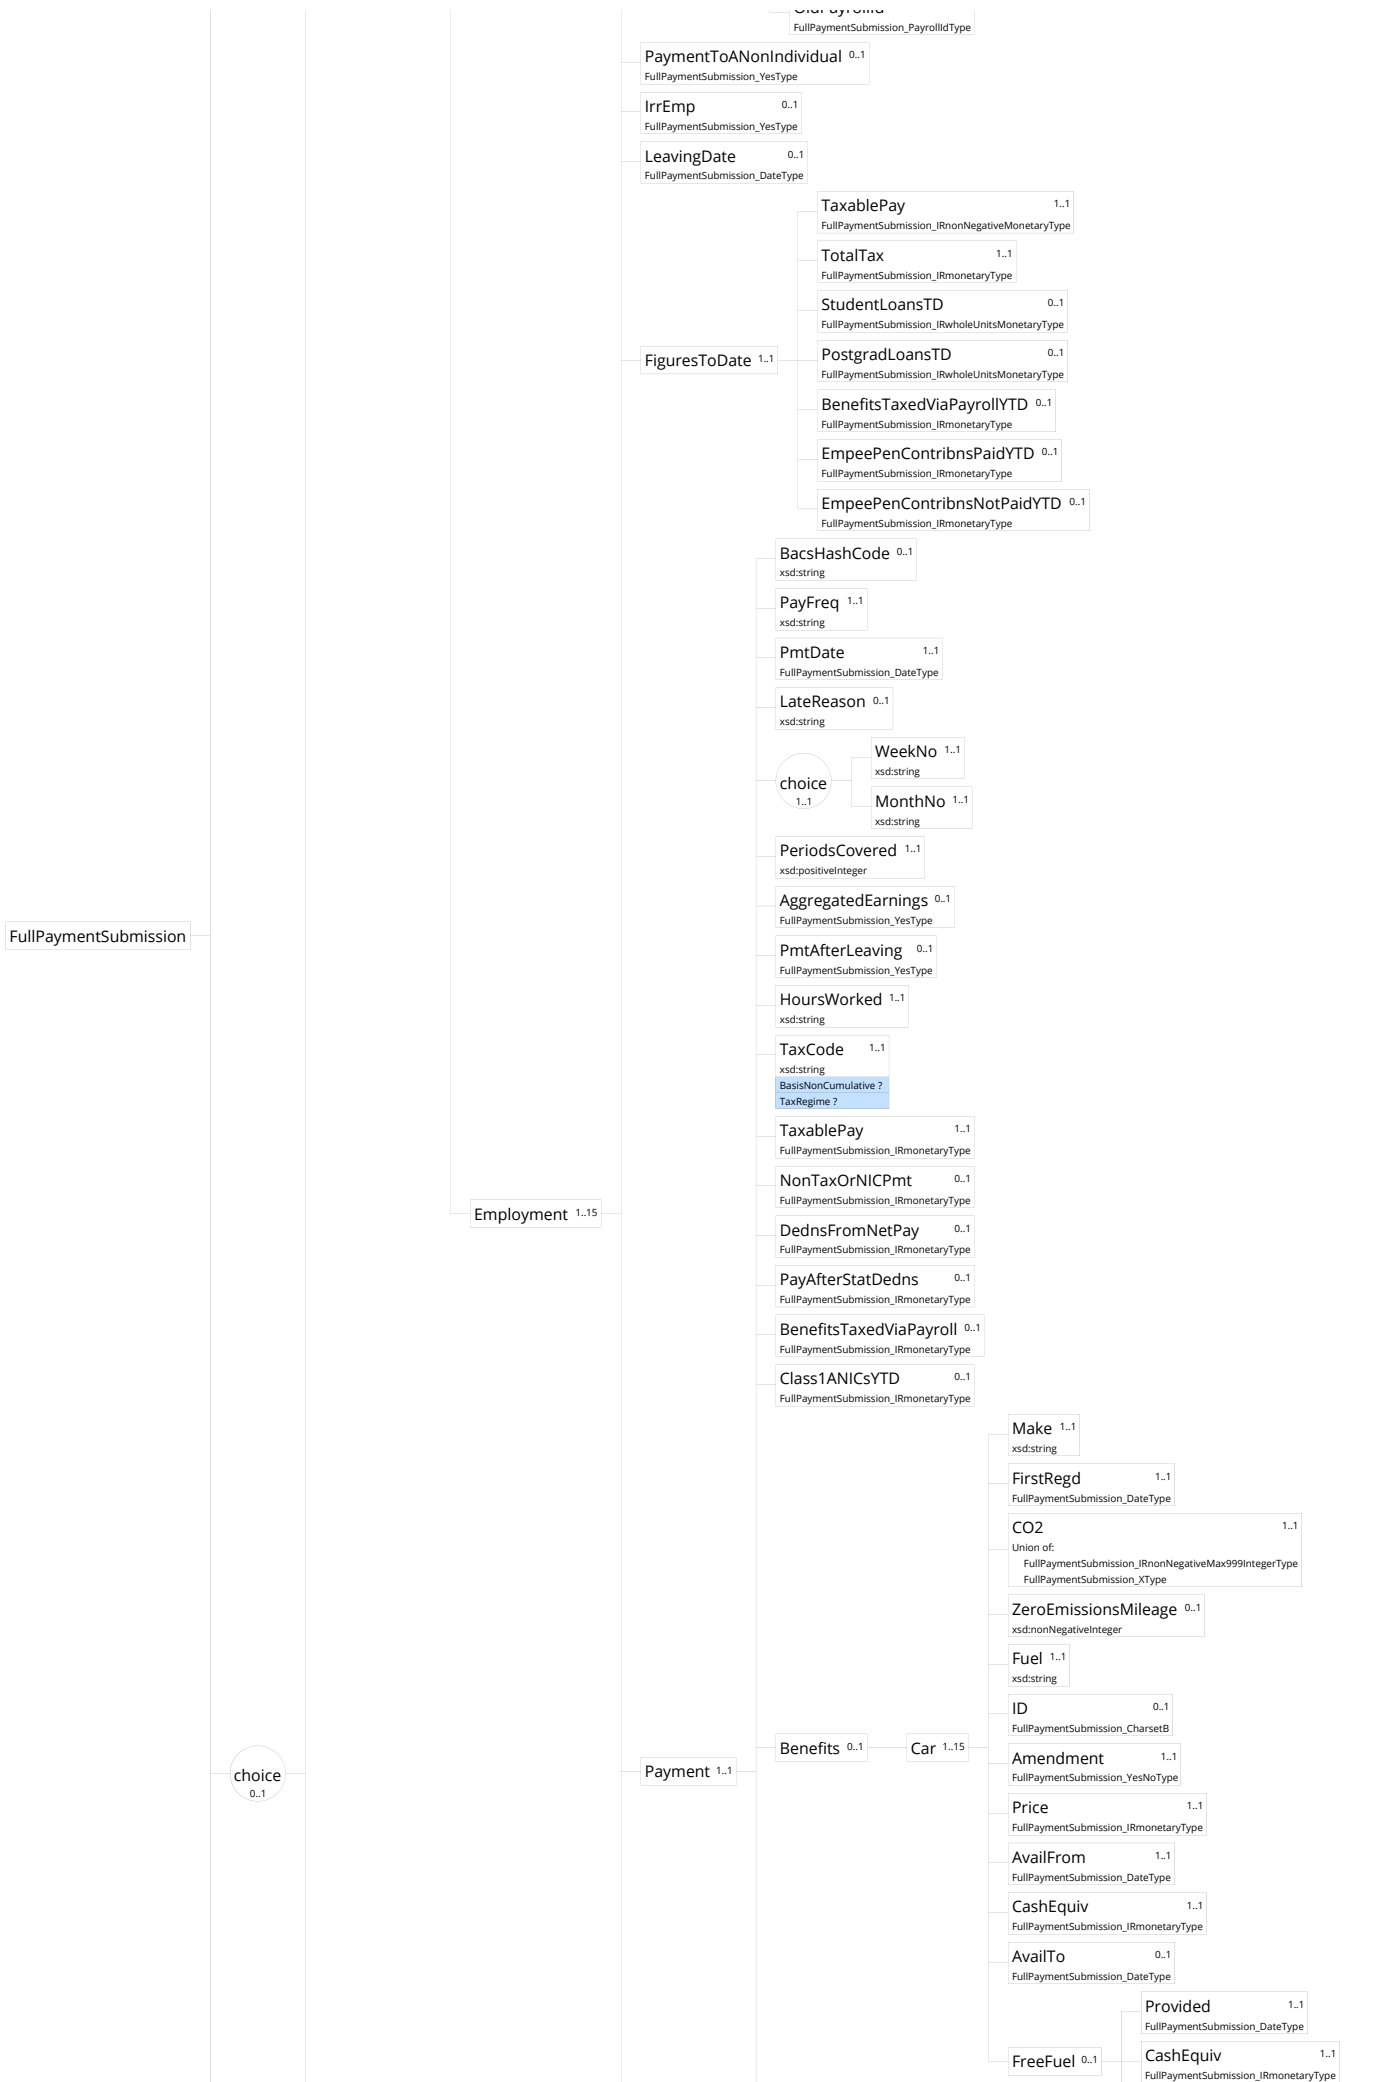 FullPaymentSubmission_PayrollIdType
PaymentToANonIndividual 0..1
FullPaymentSubmission_YesType
IrrEmp 0..1
FullPaymentSubmission_YesType
LeavingDate 0..1
FullPaymentSubmission_DateType
TaxablePay 1..1
FullPaymentSubmission_IRnonNegativeMonetaryType
TotalTax 1..1
FullPaymentSubmission_IRmonetaryType
StudentLoansTD 0..1
FullPaymentSubmission_IRwholeUnitsMonetaryType
PostgradLoansTD 0..1
FullPaymentSubmission_IRwholeUnitsMonetaryType
FiguresToDate 1..1
BenefitsTaxedViaPayrollYTD 0..1
FullPaymentSubmission_IRmonetaryType
EmpeePenContribnsPaidYTD 0..1
FullPaymentSubmission_IRmonetaryType
EmpeePenContribnsNotPaidYTD 0..1
FullPaymentSubmission_IRmonetaryType
BacsHashCode 0..1
xsd:string
PayFreq 1..1
xsd:string
PmtDate 1..1
FullPaymentSubmission_DateType
LateReason 0..1
xsd:string
WeekNo 1..1
xsd:string
choice
1..1
MonthNo 1..1
xsd:string
PeriodsCovered 1..1
xsd:positiveInteger
AggregatedEarnings 0..1
FullPaymentSubmission_YesType
FullPaymentSubmission
PmtAfterLeaving 0..1
FullPaymentSubmission_YesType
HoursWorked 1..1
xsd:string
TaxCode 1..1
xsd:string
BasisNonCumulative ?
TaxRegime ?
TaxablePay 1..1
FullPaymentSubmission_IRmonetaryType
NonTaxOrNICPmt 0..1
FullPaymentSubmission_IRmonetaryType
Employment 1..15
DednsFromNetPay 0..1
FullPaymentSubmission_IRmonetaryType
PayAfterStatDedns 0..1
FullPaymentSubmission_IRmonetaryType
BenefitsTaxedViaPayroll 0..1
FullPaymentSubmission_IRmonetaryType
Class1ANICsYTD 0..1
FullPaymentSubmission_IRmonetaryType
Make 1..1
xsd:string
FirstRegd 1..1
FullPaymentSubmission_DateType
CO2 1..1
Union of:
FullPaymentSubmission_IRnonNegativeMax999IntegerType
FullPaymentSubmission_XType
ZeroEmissionsMileage 0..1
xsd:nonNegativeInteger
Fuel 1..1
xsd:string
ID 0..1
FullPaymentSubmission_CharsetB
Benefits 0..1
Car 1..15
Amendment 1..1
FullPaymentSubmission_YesNoType
Payment 1..1
choice
0..1
Price 1..1
FullPaymentSubmission_IRmonetaryType
AvailFrom 1..1
FullPaymentSubmission_DateType
CashEquiv 1..1
FullPaymentSubmission_IRmonetaryType
AvailTo 0..1
FullPaymentSubmission_DateType
Provided 1..1
FullPaymentSubmission_DateType
FreeFuel 0..1
CashEquiv 1..1
FullPaymentSubmission_IRmonetaryType